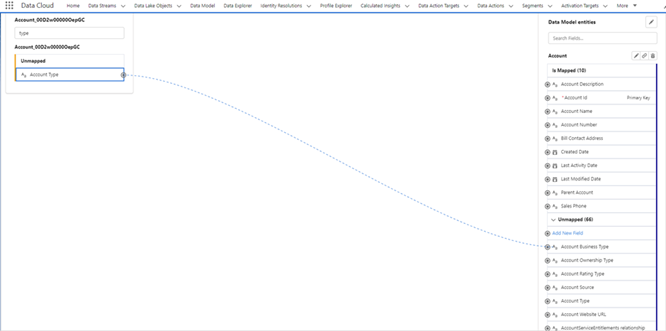 Data Cloud Home Data Streams Data Lake Objects Data Model Data Explorer Identity Resolutions Profile Explorer Calculated Insights Data Action Targets Data Actions Segments Activation Targets More
Account_00D2w00000OepGC
type
Account_00D2w00000OepGC
Unmapped
Account Type
Data Model entities
Search Fields...
Account
Is Mapped (10)
Account Description
* Account Id Primary Key
Account Name
Account Number
Bill Contact Address
Created Date
Last Activity Date
Last Modified Date
Parent Account
Sales Phone
Unmapped (66)
Add New Field
Account Business Type
Account Ownership Type
Account Rating Type
Account Source
Account Type
Account Website URL
AccountServiceEntitlements relationship